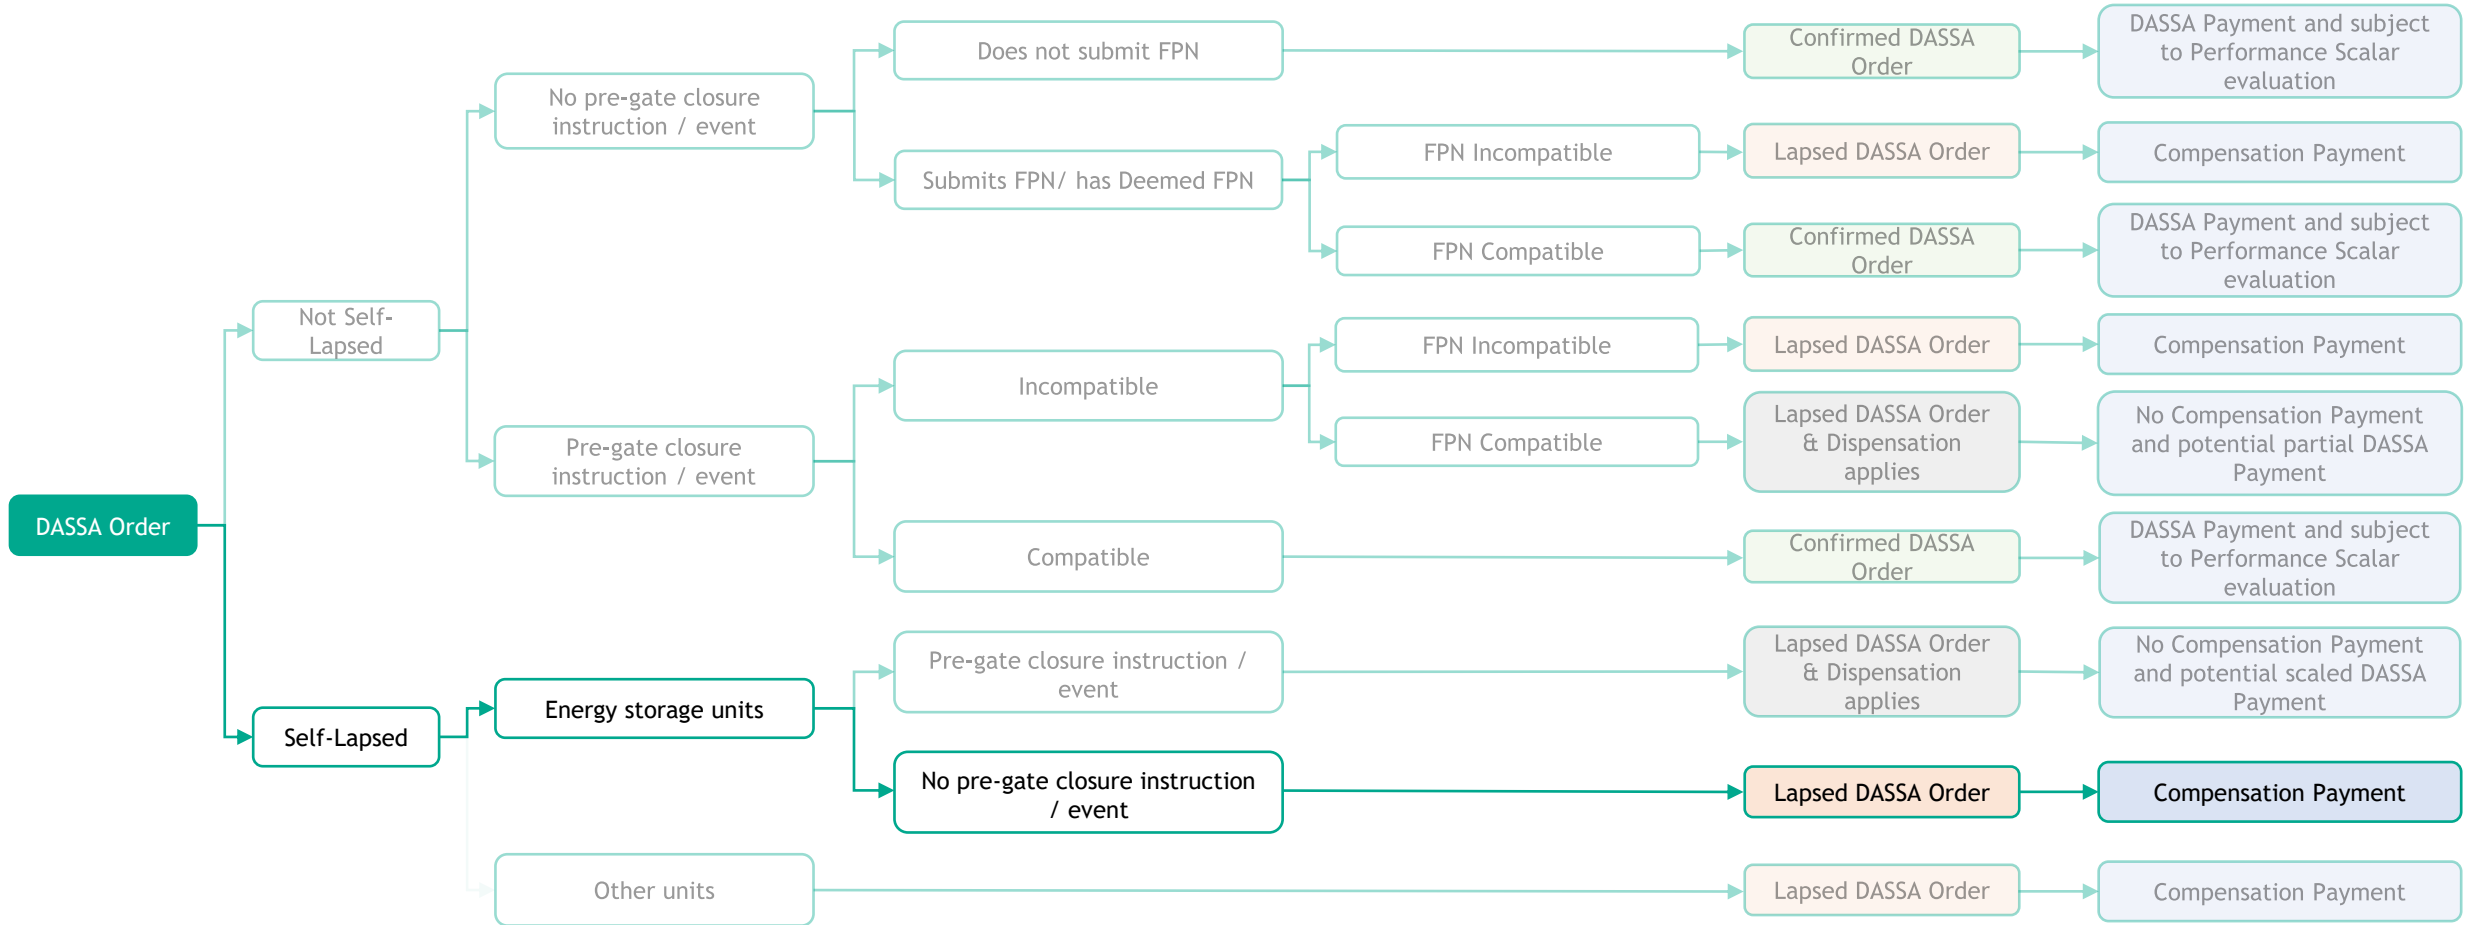 Does not submit FPN
Confirmed DASSA
Order
DASSA Payment and subject
to Performance Scalar
evaluation
No pre-gate closure
instruction / event
Submits FPN/ has Deemed FPN
FPN Incompatible
Lapsed DASSA Order
Compensation Payment
FPN Compatible
Confirmed DASSA
Order
DASSA Payment and subject
to Performance Scalar
evaluation
Not Self-
Lapsed
Incompatible
FPN Incompatible
Lapsed DASSA Order
Compensation Payment
FPN Compatible
Lapsed DASSA Order
& Dispensation
applies
No Compensation Payment
and potential partial DASSA
Payment
Pre-gate closure
instruction / event
DASSA Order
Compatible
Confirmed DASSA
Order
DASSA Payment and subject
to Performance Scalar
evaluation
Pre-gate closure instruction /
event
Lapsed DASSA Order
& Dispensation
applies
No Compensation Payment
and potential scaled DASSA
Payment
Energy storage units
Self-Lapsed
No pre-gate closure instruction
/ event
Lapsed DASSA Order
Compensation Payment
Other units
Lapsed DASSA Order
Compensation Payment